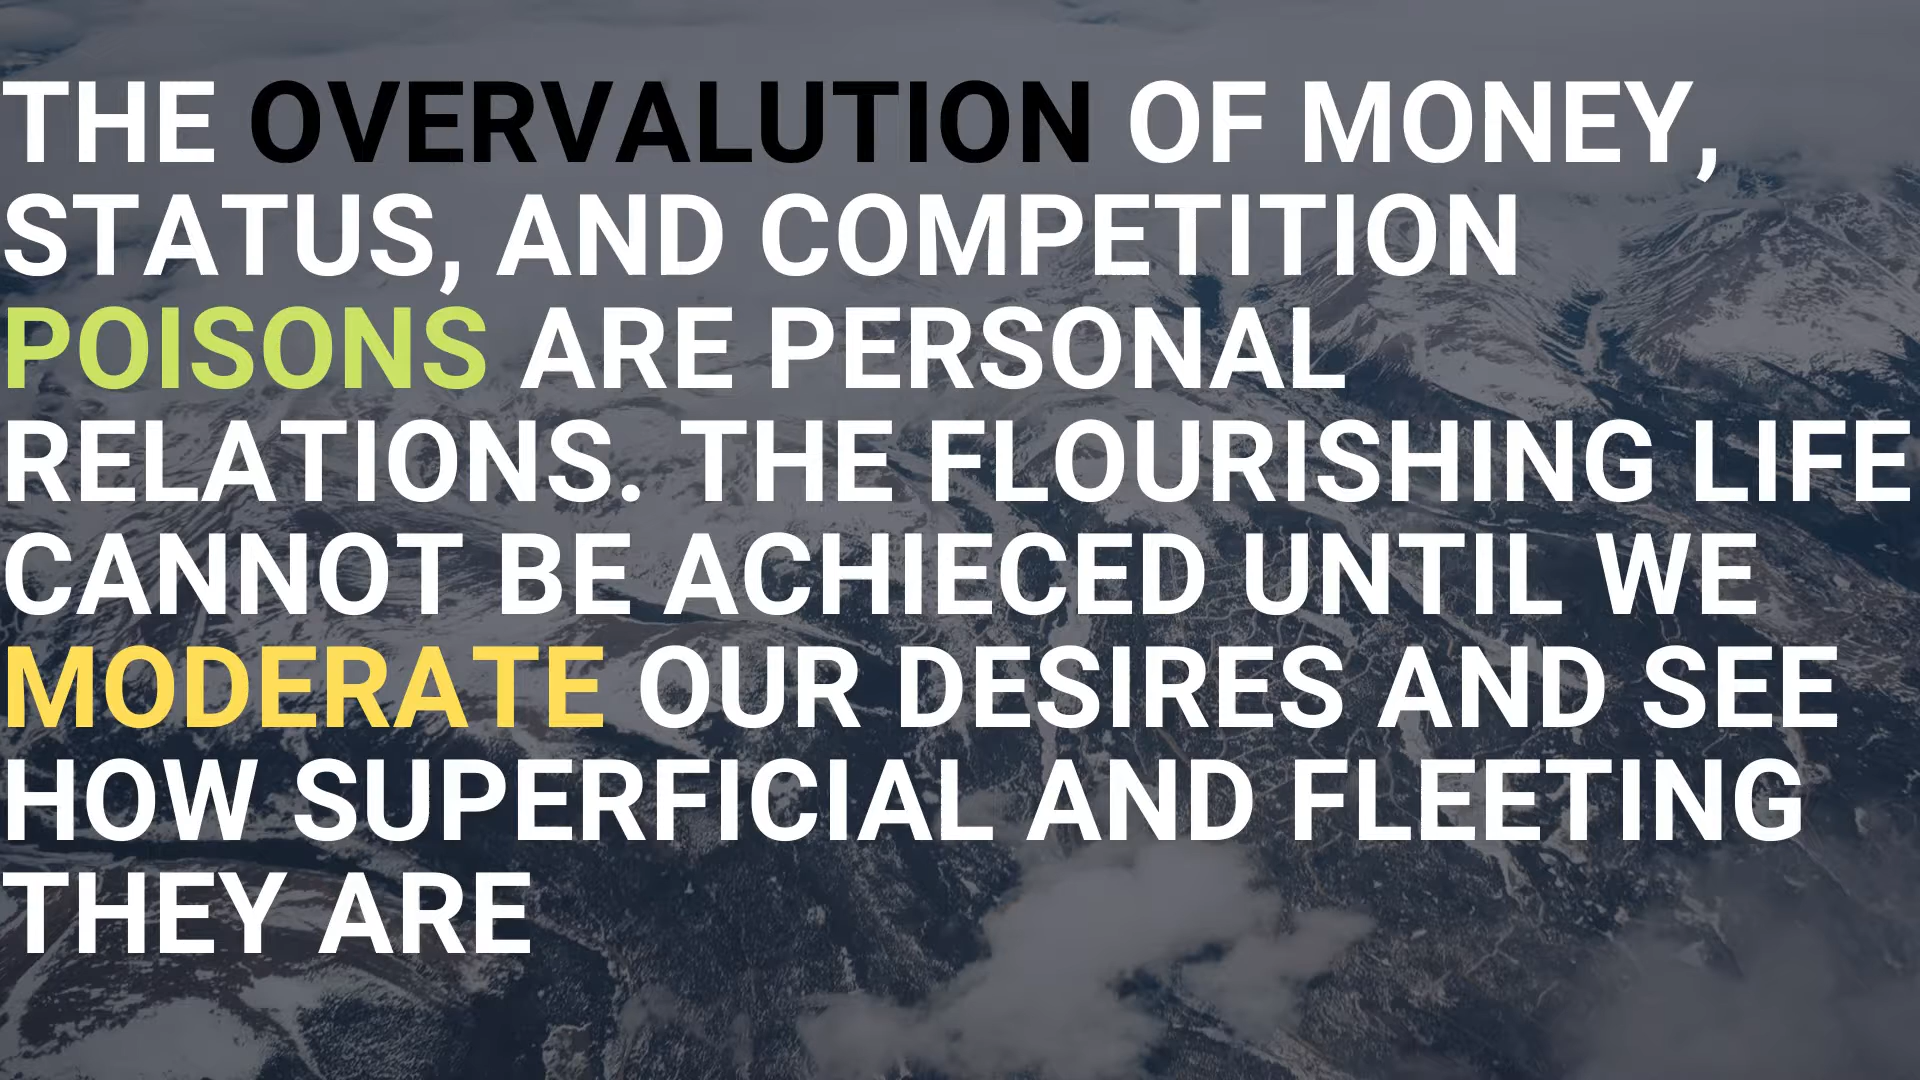 THE OVERVALUTION OF MONEY,
STATUS, AND COMPETITION
POISONS ARE PERSONAL
RELATIONS. THE FLOURISHING LIFE
CANNOT BE ACHIECED UNTIL WE
MODERATE OUR DESIRES AND SEE
HOW SUPERFICIAL AND FLEETING
THEY ARE